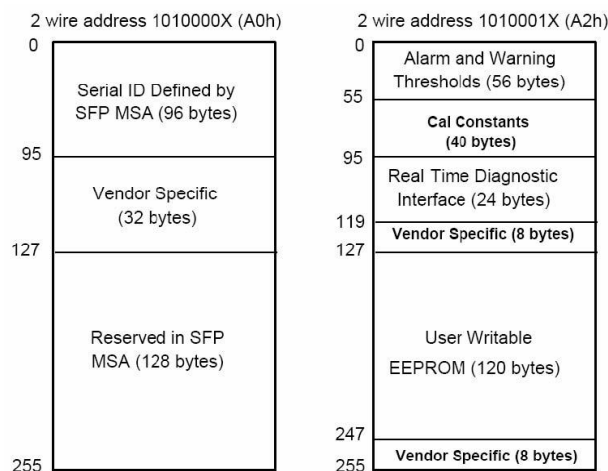 2 wire address 1010000X (A0h)
0
Serial ID Defined by
SFP MSA (96 bytes)
95
Vendor Specific
(32 bytes)
127
Reserved in SFP
MSA (128 bytes)
255
2 wire address 1010001X (A2h)
0
Alarm and Warning
Thresholds (56 bytes)
55
Cal Constants
(40 bytes)
95
Real Time Diagnostic
Interface (24 bytes)
119
Vendor Specific (8 bytes)
127
User Writable
EEPROM (120 bytes)
247
Vendor Specific (8 bytes)
255